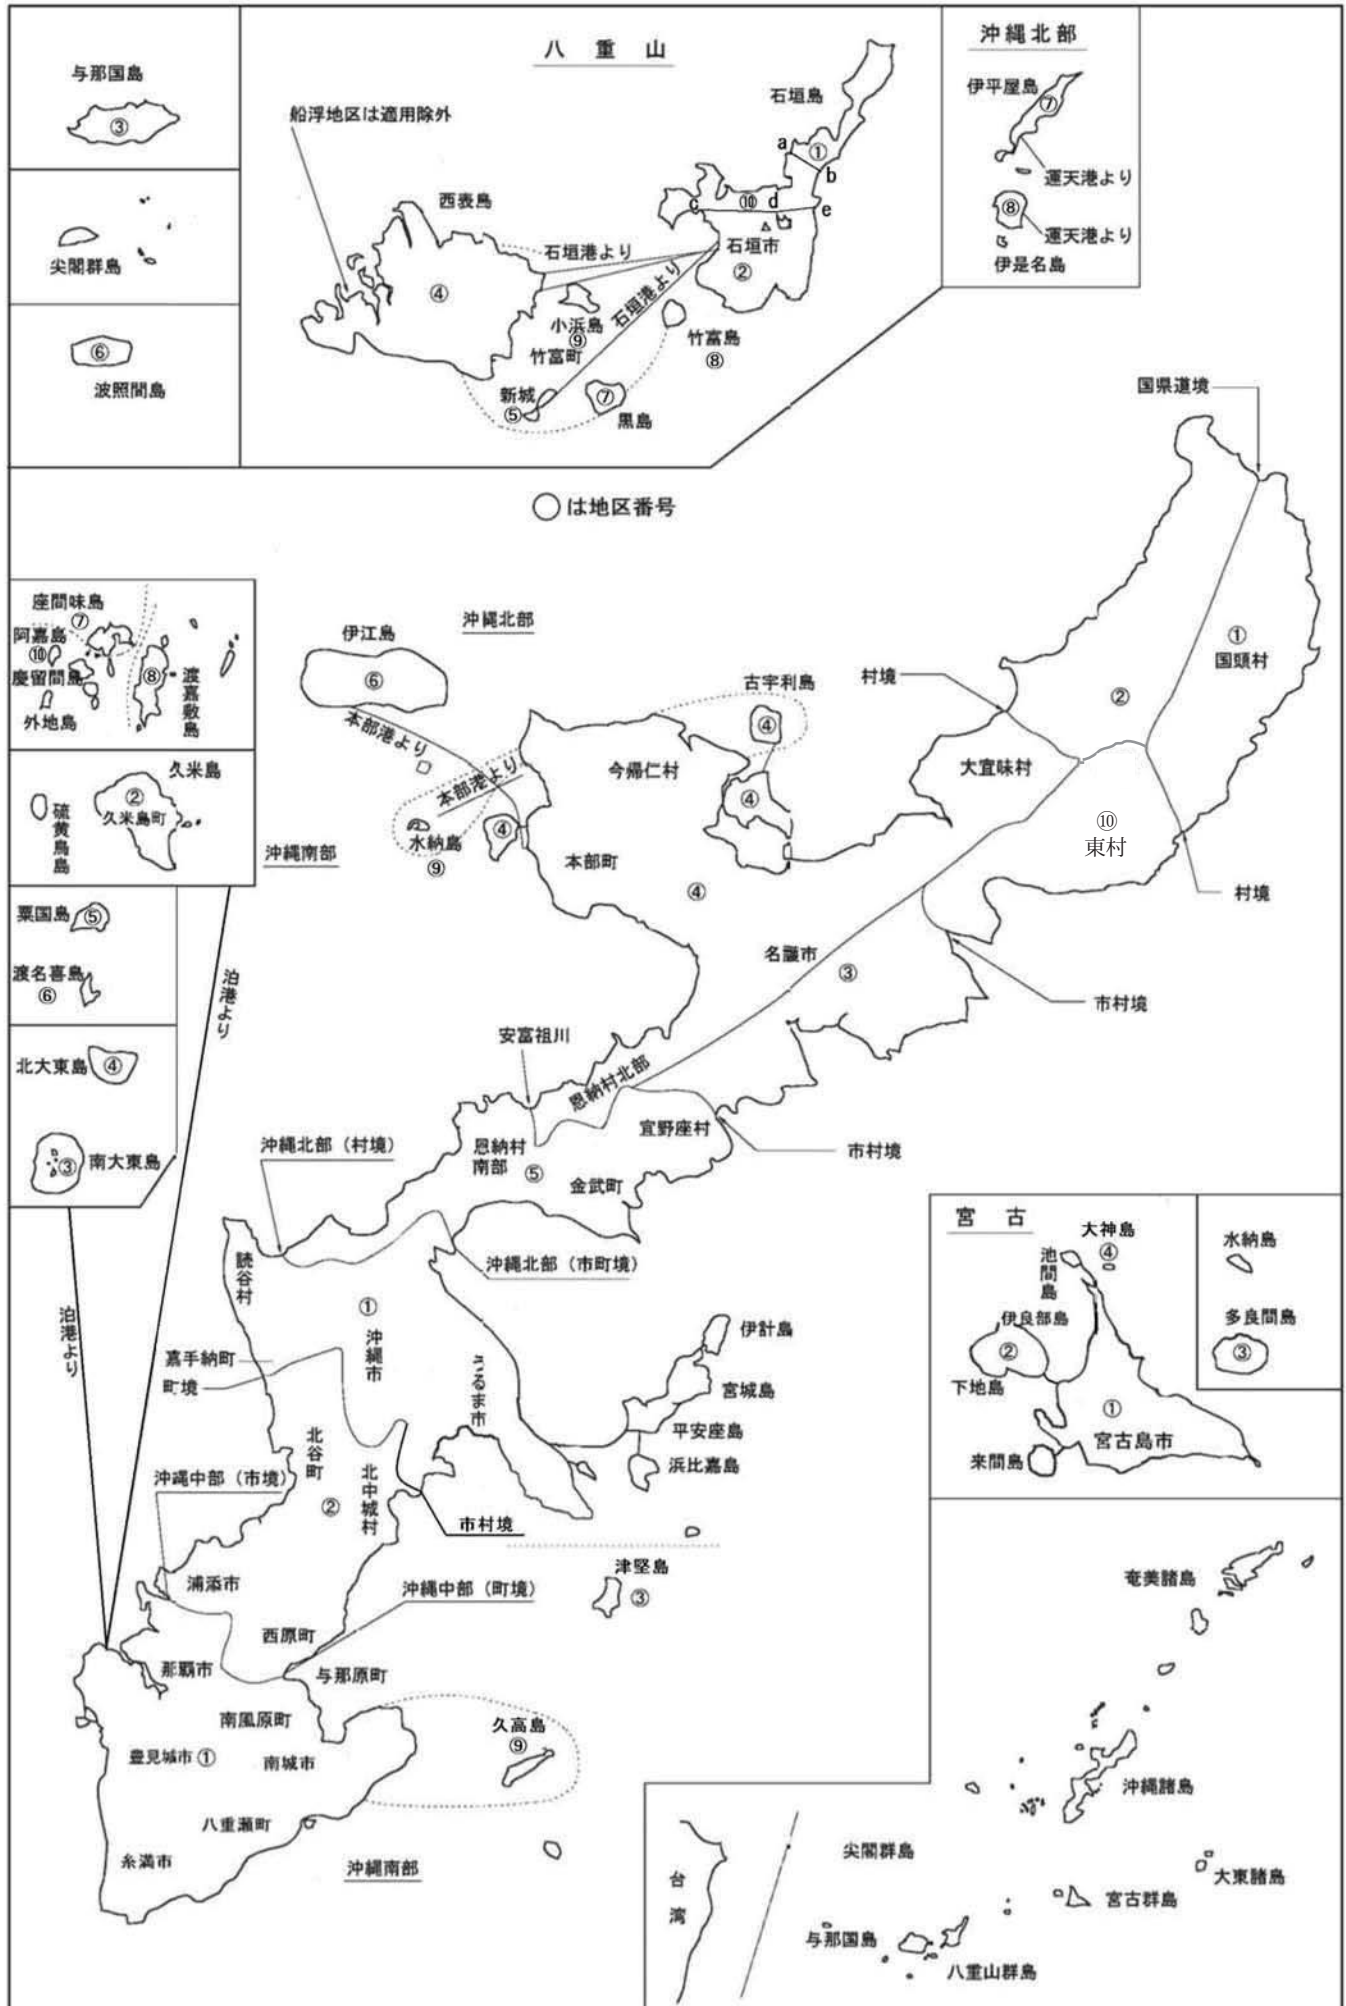 八重山
与那国島
③
尖閣群島
⑥
波照間島
船浮地区は適用除外
石垣島
a
①
b
c
⑩
d
e
西表島
石垣港より
石垣市
②
④
石垣港より
小浜島
⑨
竹富町
竹富島
⑧
新城
⑤
⑦
黒島
沖縄北部
伊平屋島
⑦
運天港より
⑧
運天港より
伊是名島
○は地区番号
国県道境
①
国頭村
②
村境
大宜味村
⑩
東村
村境
市村境
沖縄北部
伊江島
⑥
本部港より
本部港より
古宇利島
④
今帰仁村
④
④
水納島
⑨
本部町
④
名護市
③
座間味島
⑦
阿嘉島
⑩
慶留間島
外地島
⑧
渡嘉敷島
久米島
②
久米島町
硫黄鳥島
沖縄南部
粟国島
⑤
渡名喜島
⑥
北大東島
④
③
南大東島
泊港より
泊港より
安富祖川
恩納村北部
宜野座村
市村境
恩納村
南部
⑤
金武町
沖縄北部(村境)
沖縄北部(市町境)
読谷村
①
沖縄市
うるま市
嘉手納町
町境
北谷町
②
北中城村
市村境
沖縄中部(市境)
沖縄中部(町境)
浦添市
西原町
那覇市
与那原町
南風原町
豊見城市
①
南城市
八重瀬町
糸満市
久高島
⑨
沖縄南部
伊計島
宮城島
平安座島
浜比嘉島
津堅島
③
宮古
大神島
④
池間島
伊良部島
②
下地島
①
宮古島市
来間島
水納島
多良間島
③
奄美諸島
沖縄諸島
大東諸島
宮古群島
八重山群島
与那国島
尖閣群島
台湾